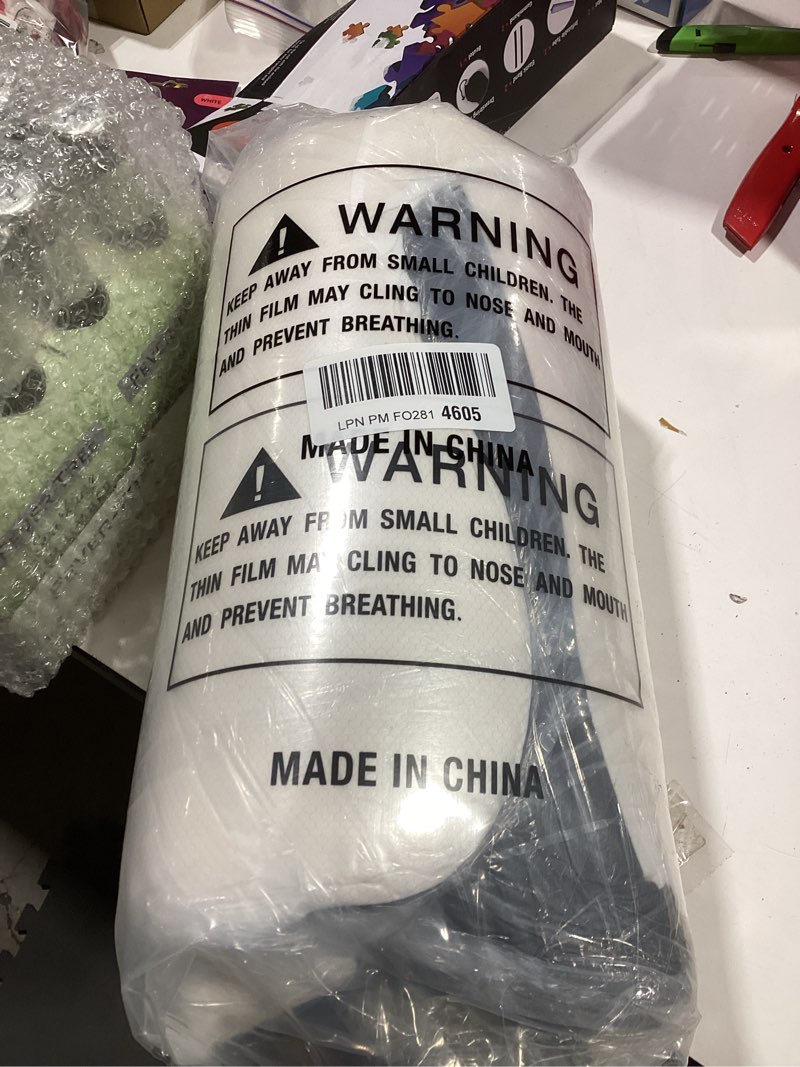 WHITE
WARNING
KEEP AWAY FROM SMALL CHILDREN. THE
THIN FILM MAY CLING TO NOSE AND MOUTH
AND PREVENT BREATHING.
LPN PM FO281 4605
MADE IN CHINA
WARNING
KEEP AWAY FROM SMALL CHILDREN. THE
THIN FILM MAY CLING TO NOSE AND MOUTH
AND PREVENT BREATHING.
MADE IN CHINA